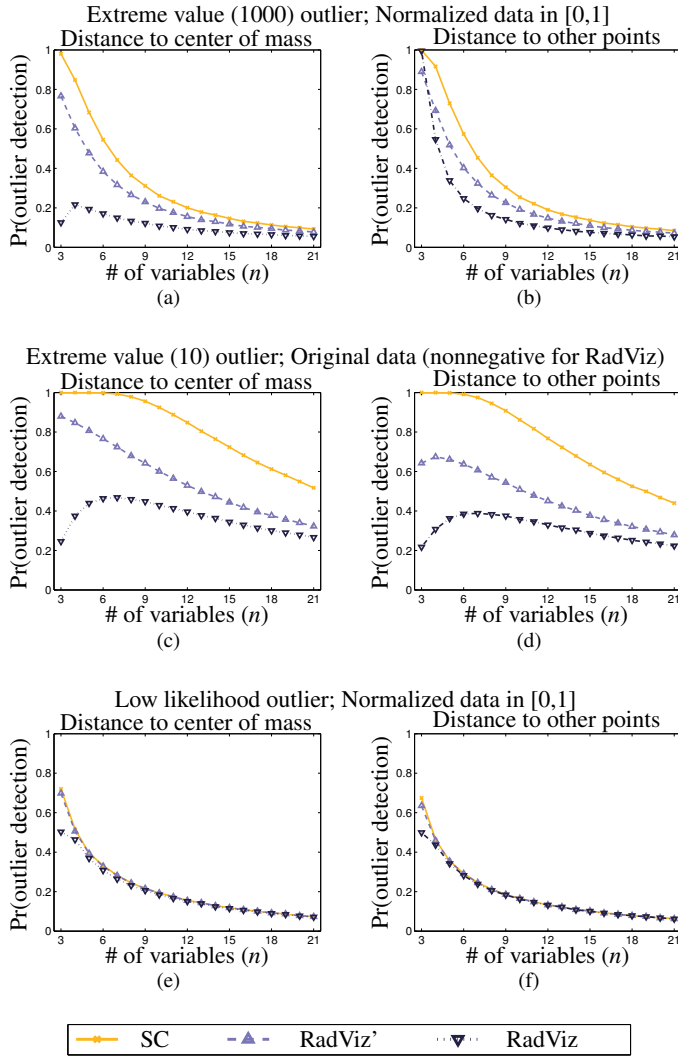 Extreme value (1000) outlier; Normalized data in [0,1]
Distance to center of mass
Distance to other points
Pr(outlier detection)
1
0.8
0.6
0.4
0.2
0
3 6 9 12 15 18 21
# of variables (n)
(a)
Pr(outlier detection)
1
0.8
0.6
0.4
0.2
0
3 6 9 12 15 18 21
# of variables (n)
(b)
Extreme value (10) outlier; Original data (nonnegative for RadViz)
Distance to center of mass
Distance to other points
Pr(outlier detection)
1
0.8
0.6
0.4
0.2
0
3 6 9 12 15 18 21
# of variables (n)
(c)
Pr(outlier detection)
1
0.8
0.6
0.4
0.2
0
3 6 9 12 15 18 21
# of variables (n)
(d)
Low likelihood outlier; Normalized data in [0,1]
Distance to center of mass
Distance to other points
Pr(outlier detection)
1
0.8
0.6
0.4
0.2
0
3 6 9 12 15 18 21
# of variables (n)
(e)
Pr(outlier detection)
1
0.8
0.6
0.4
0.2
0
3 6 9 12 15 18 21
# of variables (n)
(f)
SC RadViz’ RadViz